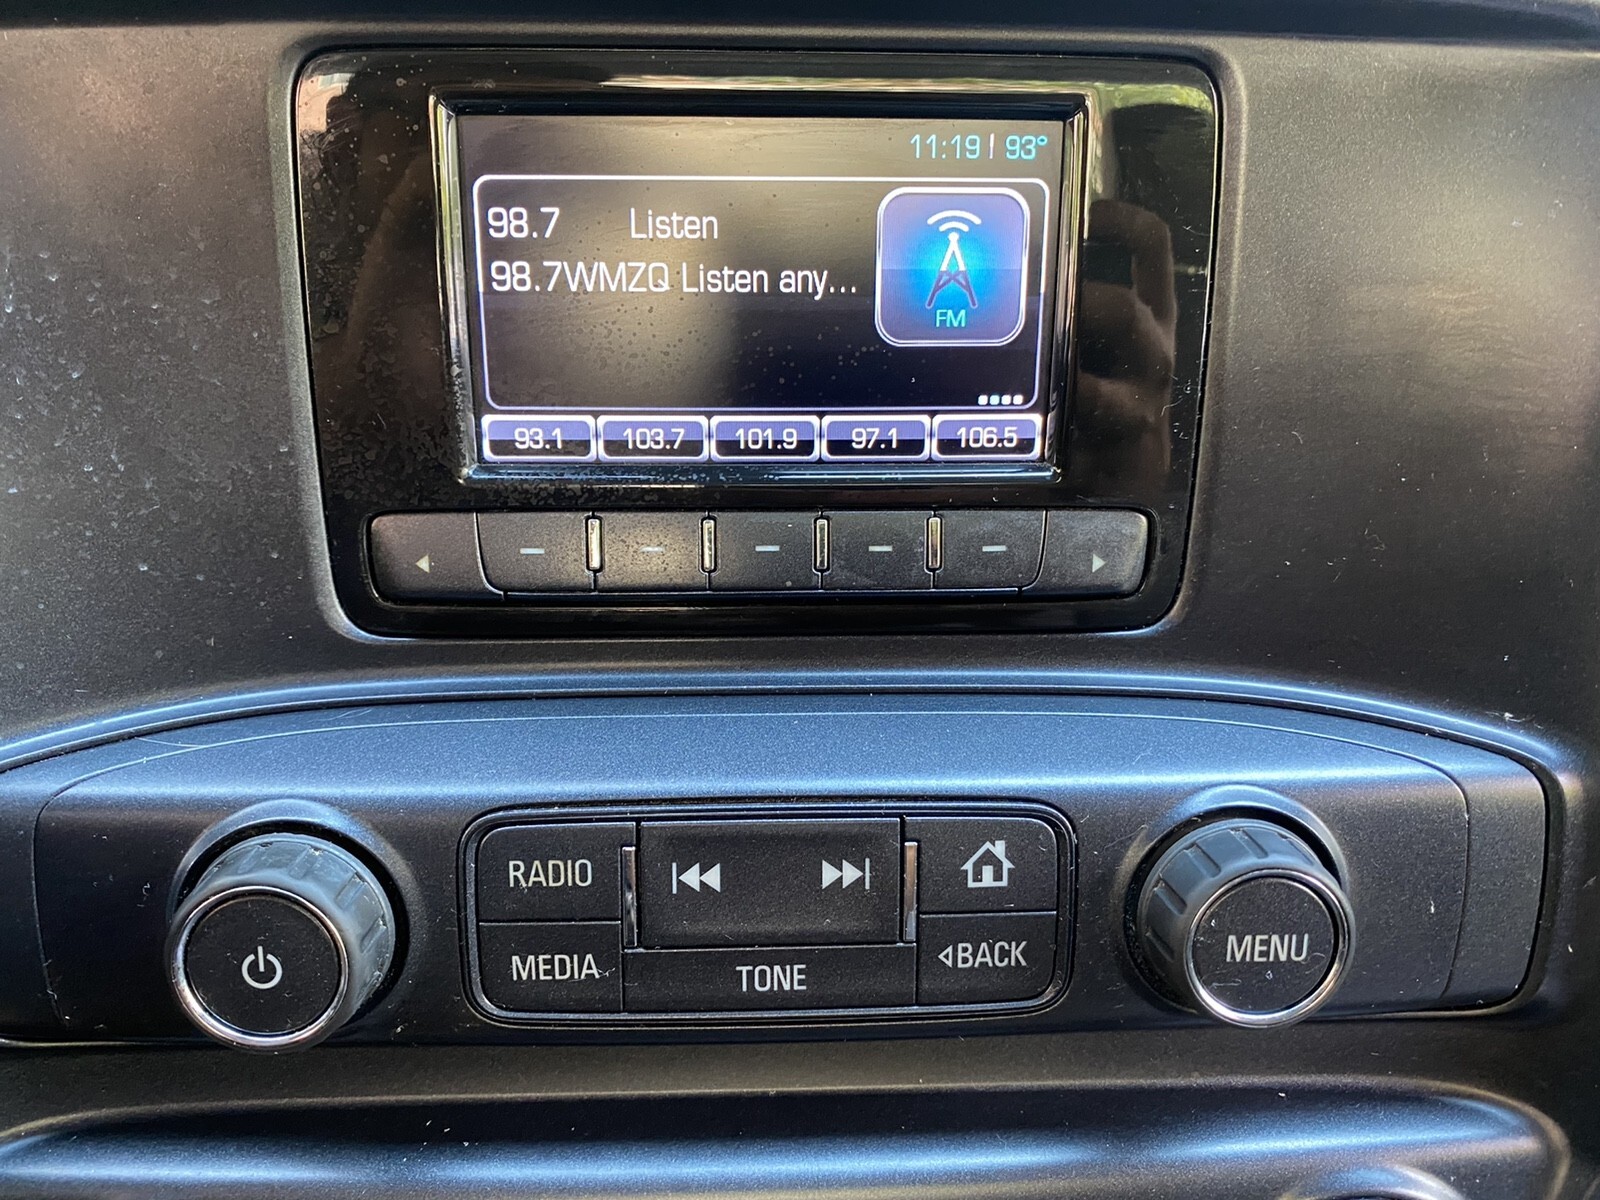 11:19 | 93°
98.7 Listen
98.7WMZQ Listen any...
FM
93.1 103.7 101.9 97.1 106.5
RADIO
MEDIA
TONE
BACK
MENU